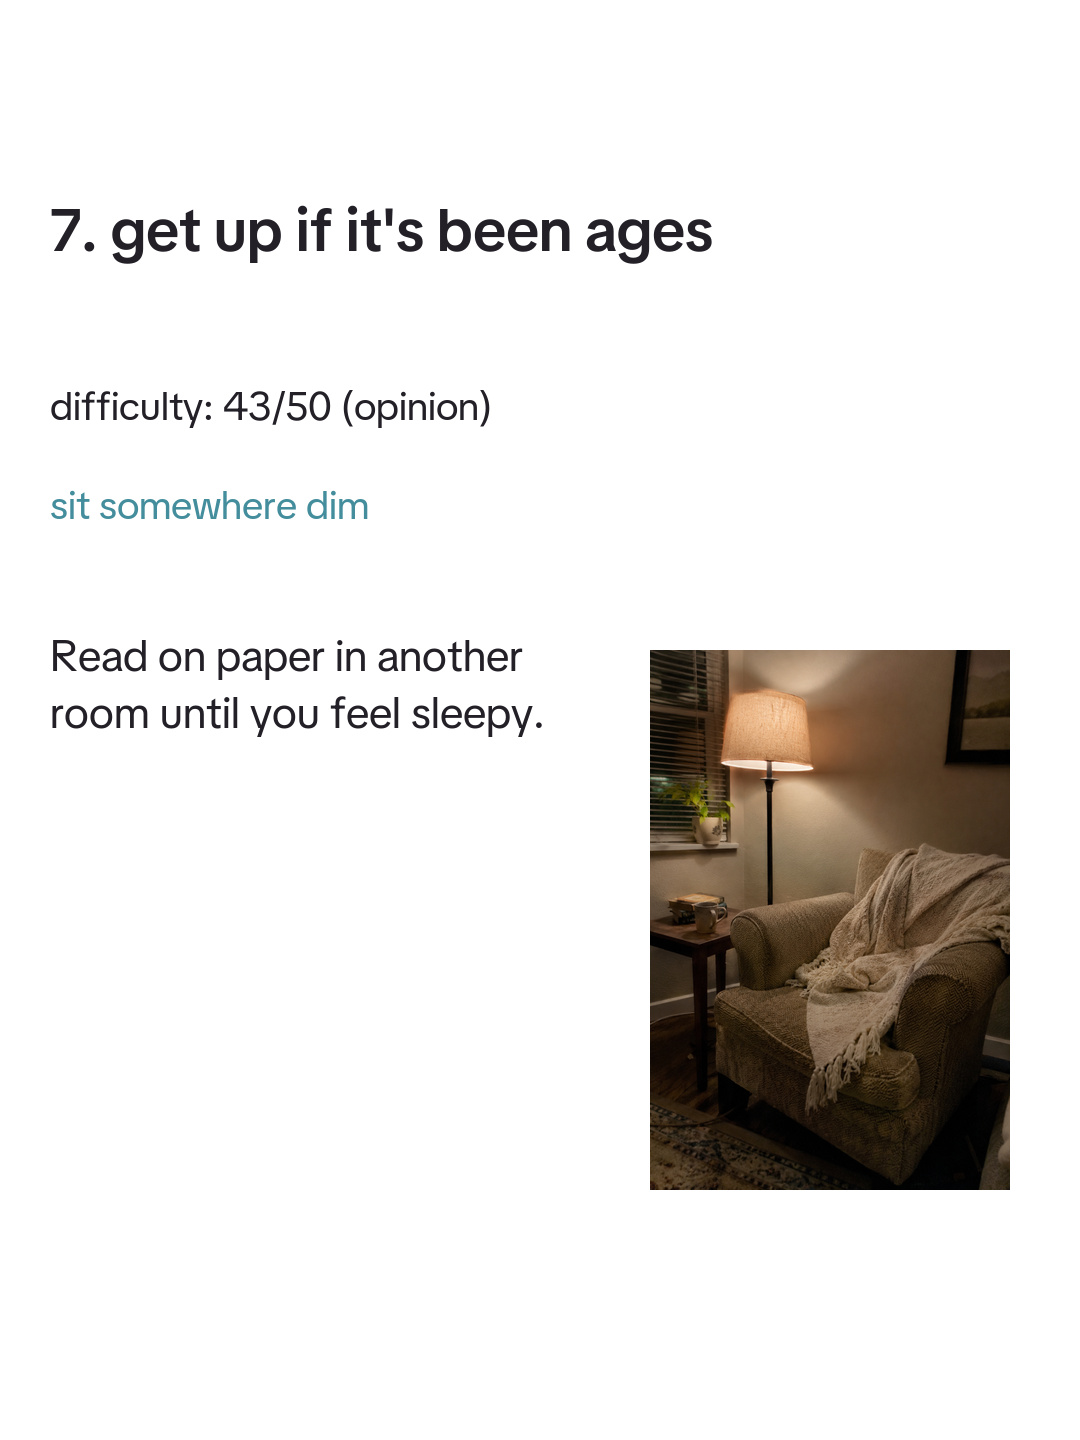 7. get up if it's been ages
difficulty: 43/50 (opinion)
sit somewhere dim
Read on paper in another
room until you feel sleepy.